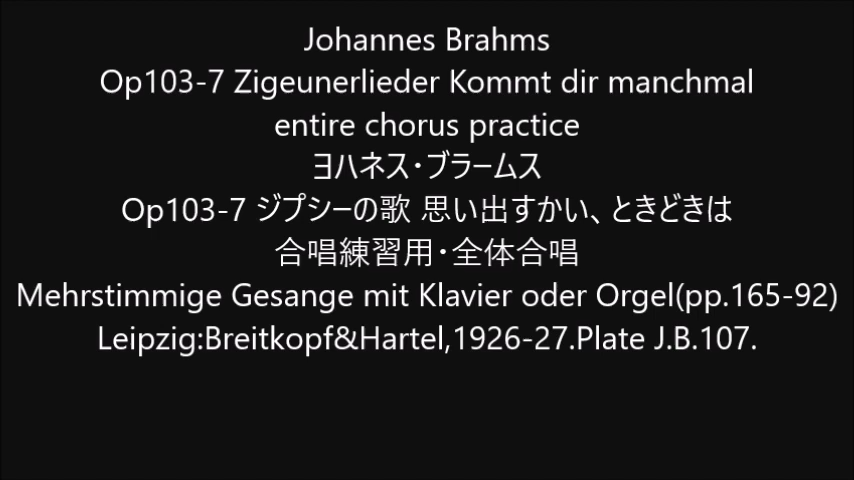 Johannes Brahms
Op103-7 Zigeunerlieder Kommt dir manchmal
entire chorus practice
ヨハネス・ブラームス
Op103-7 ジプシーの歌 思い出すかい、ときどきは
合唱練習用・全体合唱
Mehrstimmige Gesange mit Klavier oder Orgel(pp.165-92)
Leipzig:Breitkopf&Hartel,1926-27.Plate J.B.107.